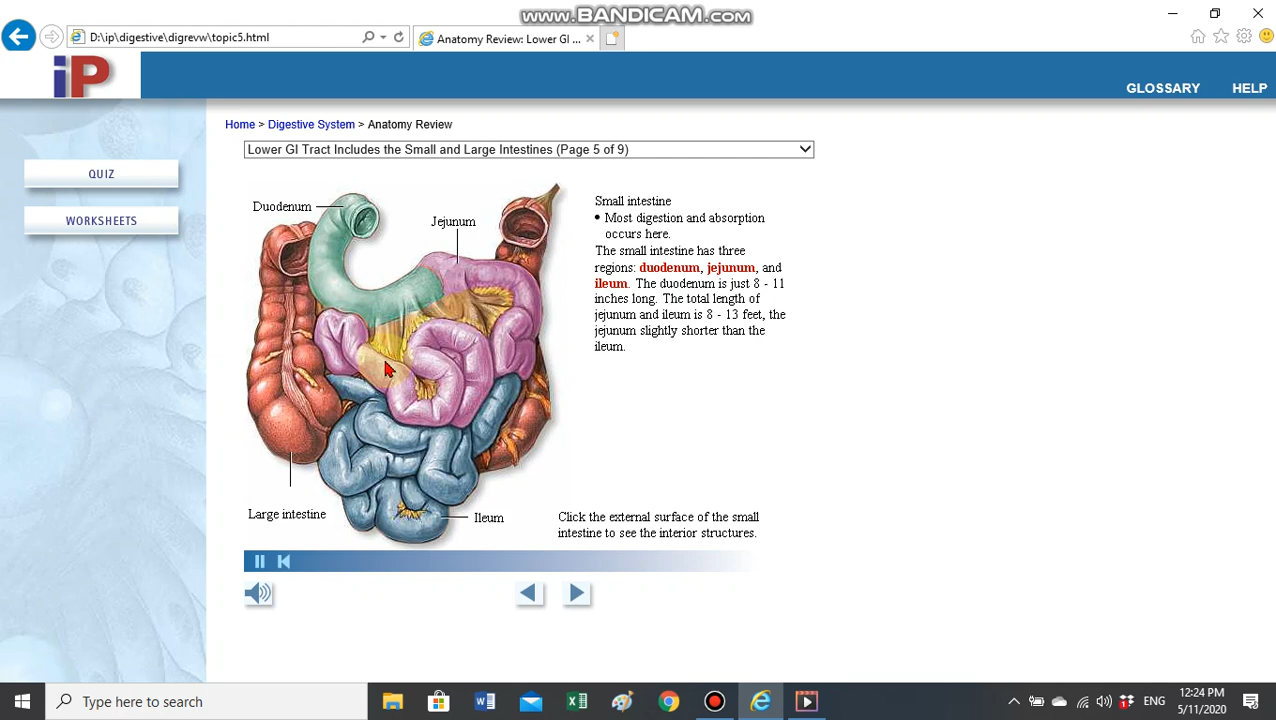 www.BANDICAM.com
D:\ip\digestive\digrevw\topic5.html
Anatomy Review: Lower GI ...
iP
GLOSSARY
HELP
Home > Digestive System > Anatomy Review
Lower GI Tract Includes the Small and Large Intestines (Page 5 of 9)
QUIZ
WORKSHEETS
Duodenum
Jejunum
Large intestine
Ileum
Small intestine
• Most digestion and absorption
occurs here.
The small intestine has three
regions: duodenum, jejunum, and
ileum. The duodenum is just 8 - 11
inches long. The total length of
jejunum and ileum is 8 - 13 feet, the
jejunum slightly shorter than the
ileum.
Click the external surface of the small
intestine to see the interior structures.
Type here to search
ENG
12:24 PM
5/11/2020